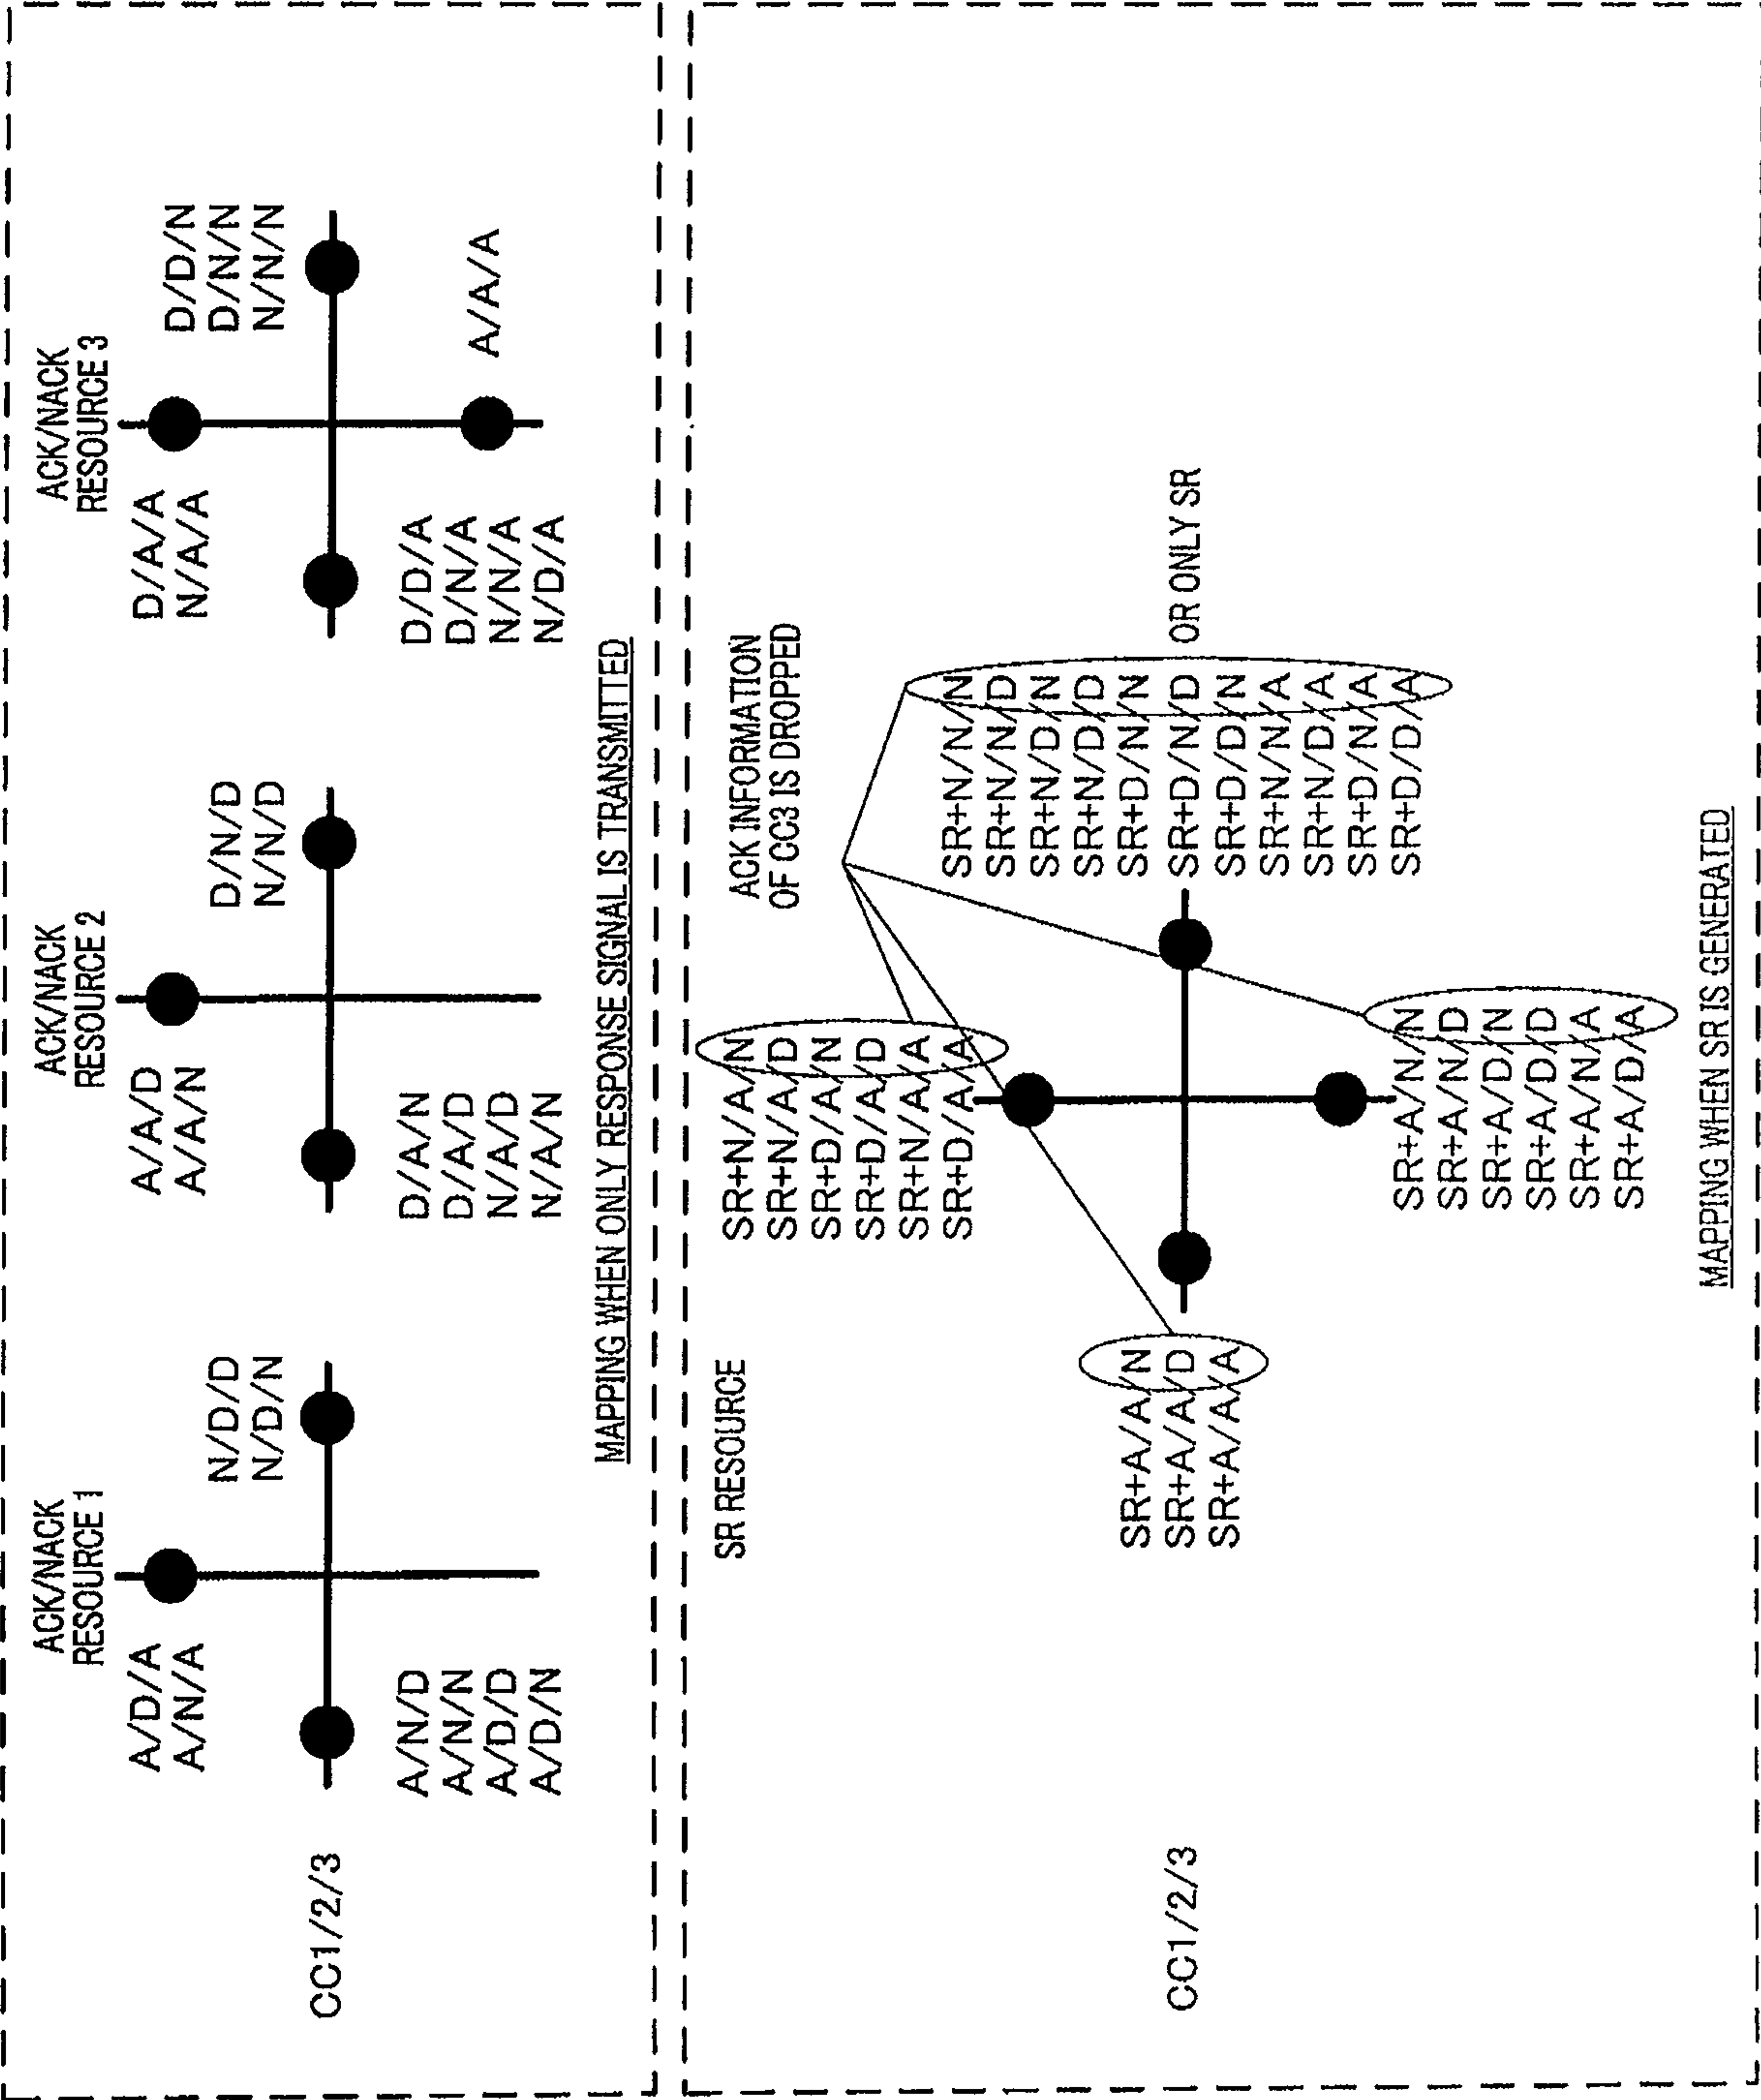 ACK/NACK
RESOURCE 1
A/D/A
A/N/A
N/D/D
N/D/N
A/N/D
A/N/N
A/D/D
A/D/N
ACK/NACK
RESOURCE 2
A/A/D
A/A/N
D/N/D
N/N/D
D/A/N
D/A/D
N/A/D
N/A/N
ACK/NACK
RESOURCE 3
D/A/A
N/A/A
D/D/N
D/N/N
N/N/N
D/D/A
D/N/A
N/N/A
N/D/A
A/A/A
CC1/2/3
MAPPING WHEN ONLY RESPONSE SIGNAL IS TRANSMITTED
SR RESOURCE
SR+N/A/N
SR+N/A/D
SR+D/A/N
SR+D/A/D
SR+N/A/A
SR+D/A/A
ACK INFORMATION
OF CC3 IS DROPPED
CC1/2/3
SR+A/A/N
SR+A/A/D
SR+A/A/A
SR+N/N/N
SR+N/N/D
SR+N/D/N
SR+N/D/D
SR+D/N/N
SR+D/N/D OR ONLY SR
SR+D/D/N
SR+N/N/A
SR+N/D/A
SR+D/N/A
SR+D/D/A
SR+A/N/N
SR+A/N/D
SR+A/D/N
SR+A/D/D
SR+A/N/A
SR+A/D/A
MAPPING WHEN SR IS GENERATED